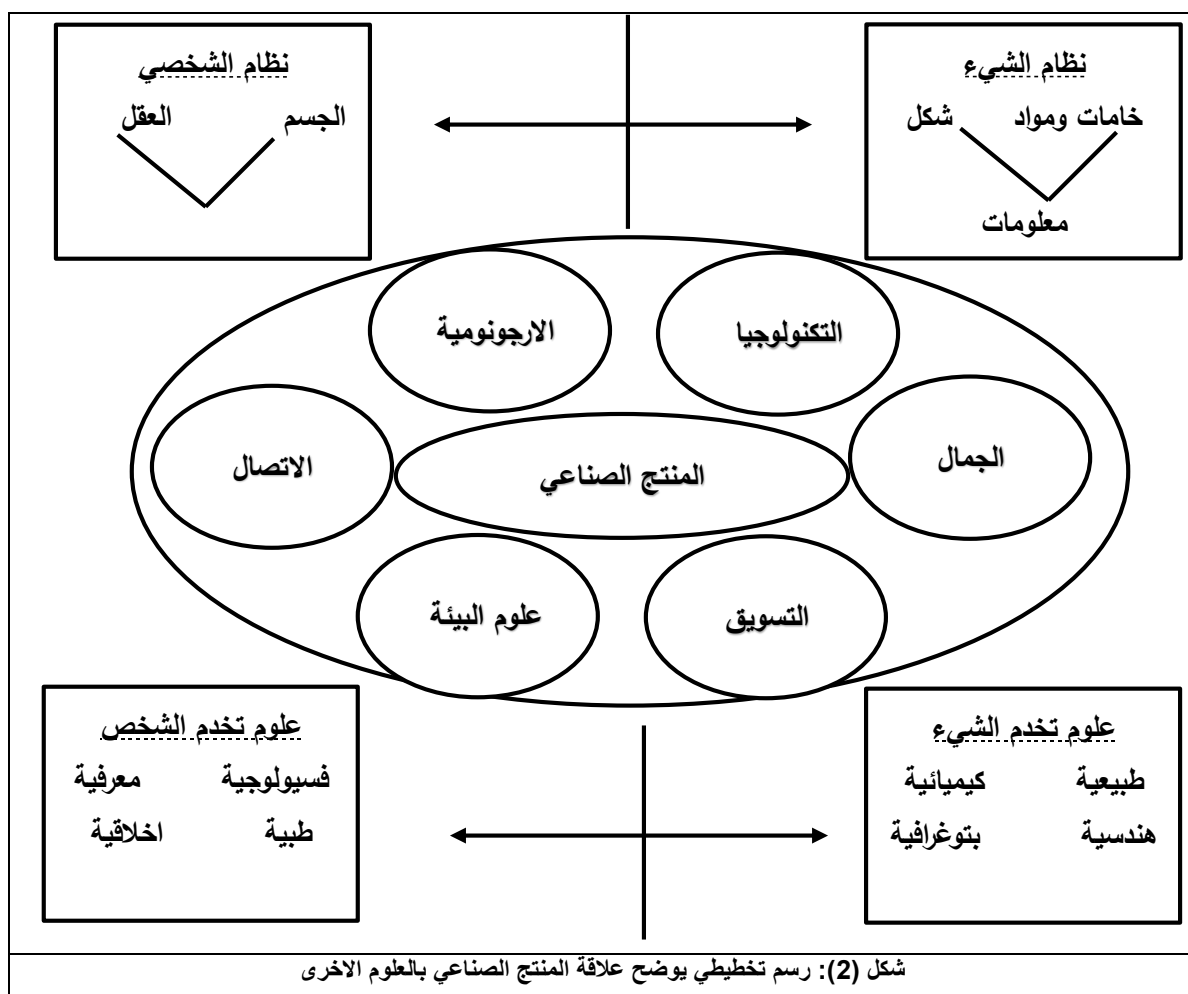 نظام الشيء
خامات ومواد شكل
معلومات
نظام الشخصي
الجسم العقل
التكنولوجيا
الارجونومية
الجمال
المنتج الصناعي
الاتصال
التسويق
علوم البيئة
علوم تخدم الشيء
طبيعية كيميائية
هندسية بتوغرافية
علوم تخدم الشخص
فسيولوجية معرفية
طبية اخلاقية
شكل (2): رسم تخطيطي يوضح علاقة المنتج الصناعي بالعلوم الاخرى